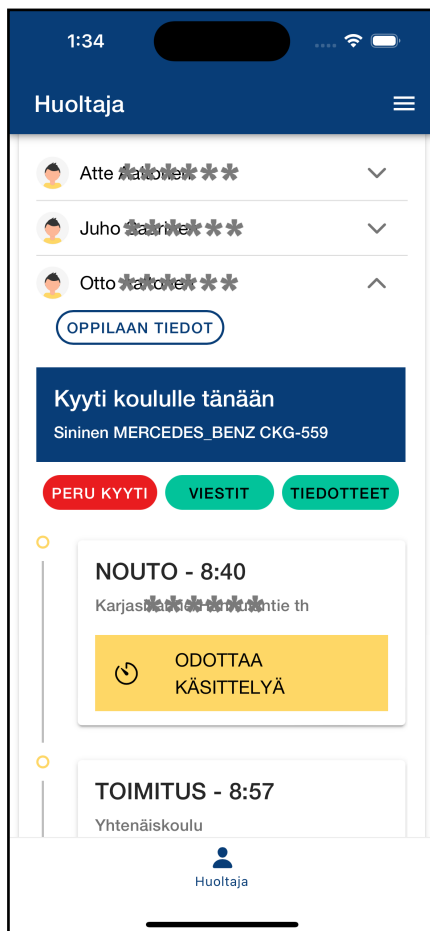 1:34
Huoltaja
Atte ******
Juho ******
Otto ******
OPPILAAN TIEDOT
Kyyti koululle tänään
Sininen MERCEDES_BENZ CKG-559
PERU KYYTI VIESTIT TIEDOTTEET
NOUTO - 8:40
****** th
ODOTTAA
KÄSITTELYÄ
TOIMITUS - 8:57
Yhtenäiskoulu
Huoltaja